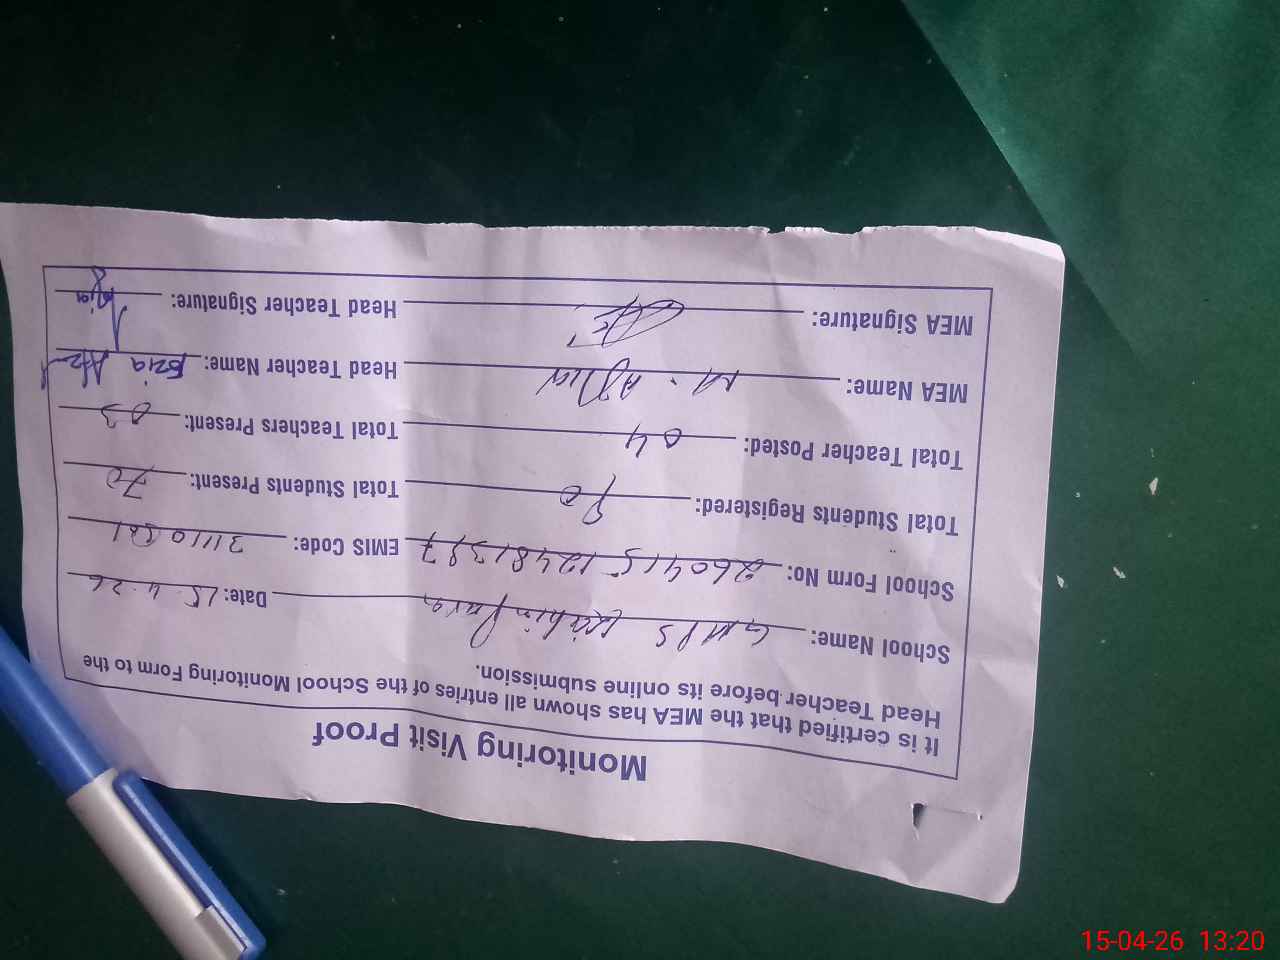 Monitoring Visit Proof
It is certified that the MEA has shown all entries of the School Monitoring Form to the
Head Teacher before its online submission.
School Name: GMPS Date: 15.4.26
School Form No: EMIS Code:
Total Students Registered: 90 Total Students Present: 70
Total Teacher Posted: 04 Total Teachers Present: 03
MEA Name: Head Teacher Name:
MEA Signature: Head Teacher Signature:
15-04-26 13:20